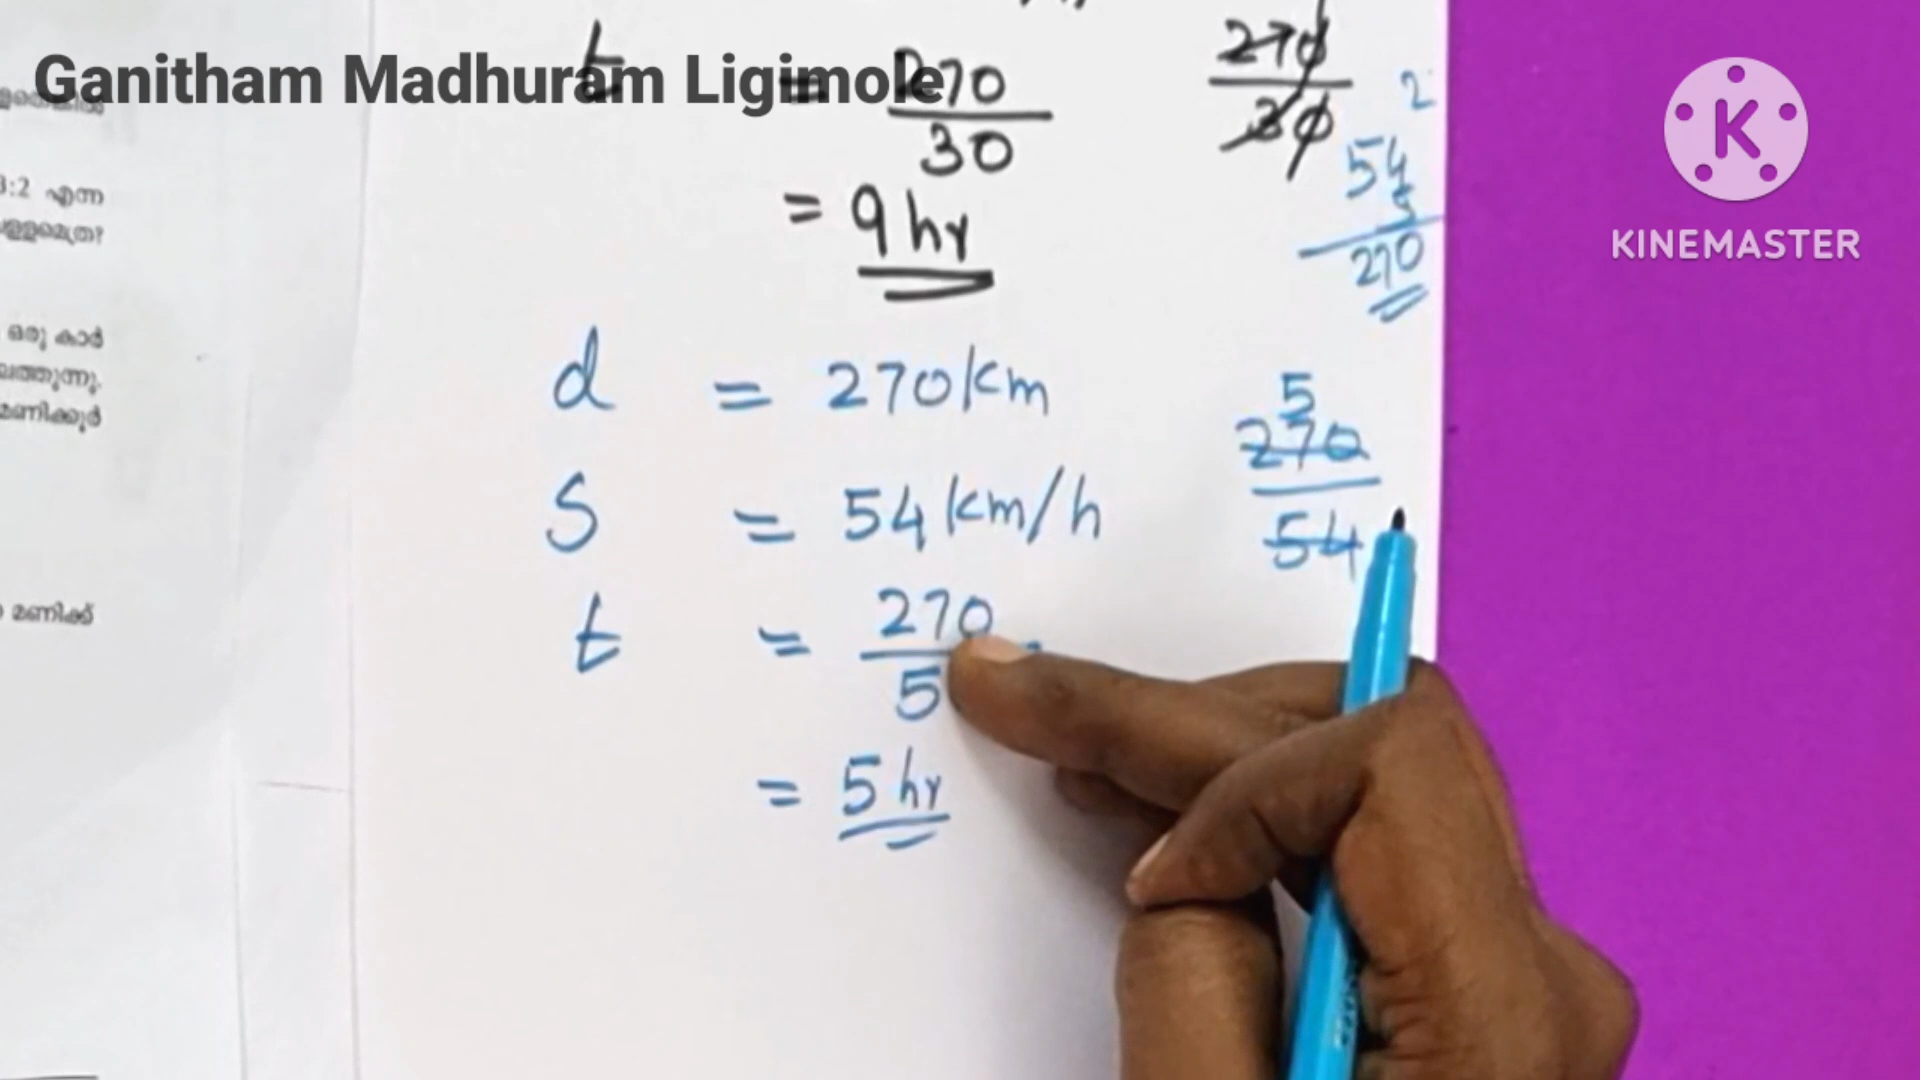 Ganitham Madhuram Ligimole
KINEMASTER
t = 270
30
= 9 hr
270
30
2
54
5
270
d = 270 km
S = 54 km/h
t = 270
5
= 5 hr
5
270
54
3:2 എന്ന
ഒരു കാർ
മണിക്കൂർ
മണിക്ക്